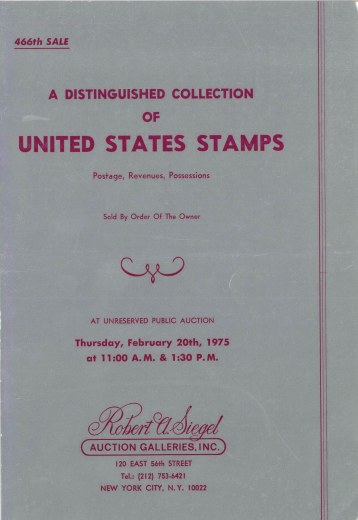 466th SALE
A DISTINGUISHED COLLECTION
OF
UNITED STATES STAMPS
Postage, Revenues, Possessions
Sold By Order Of The Owner
AT UNRESERVED PUBLIC AUCTION
Thursday, February 20th, 1975
at 11:00 A.M. & 1:30 P.M.
Robert A. Siegel
AUCTION GALLERIES, INC.
120 EAST 56th STREET
Tel.: (212) 753-6421
NEW YORK CITY, N. Y. 10022